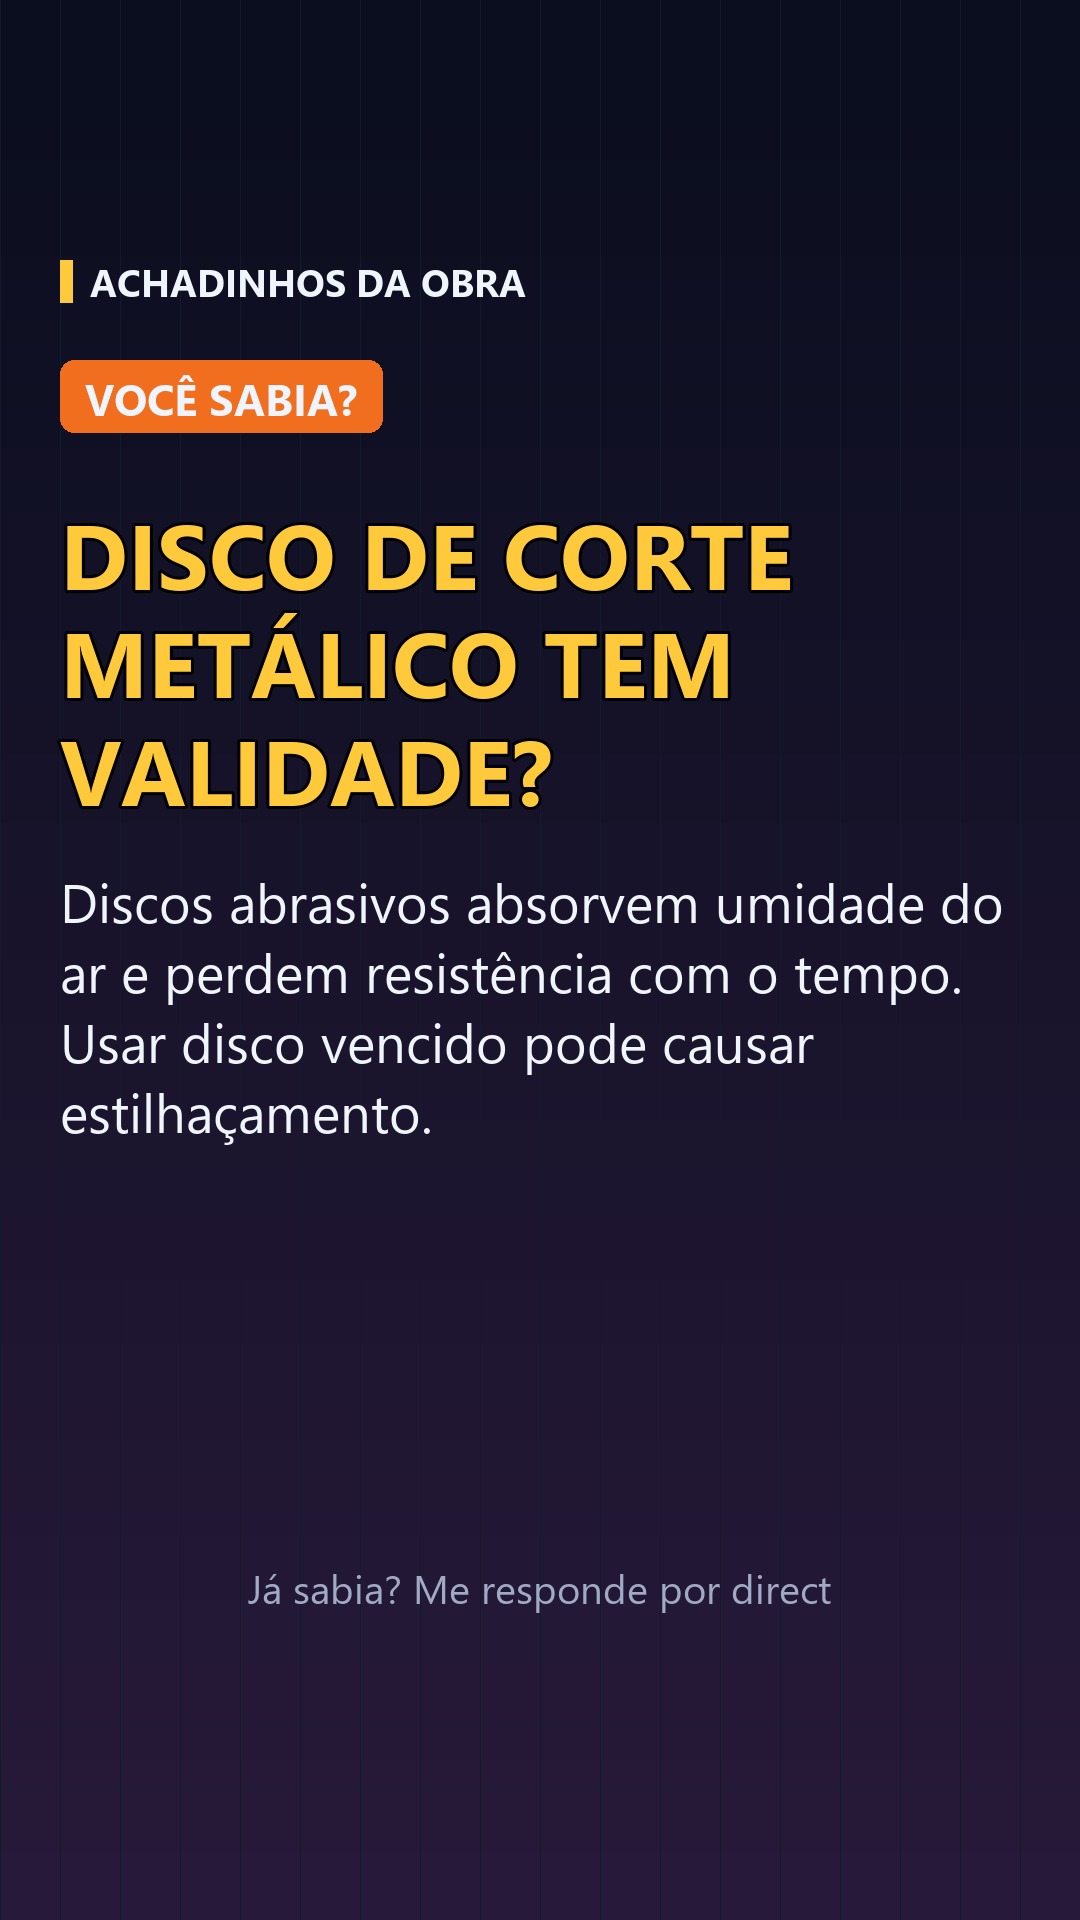 ACHADINHOS DA OBRA
VOCÊ SABIA?
DISCO DE CORTE
METÁLICO TEM
VALIDADE?
Discos abrasivos absorvem umidade do
ar e perdem resistência com o tempo.
Usar disco vencido pode causar
estilhaçamento.
Já sabia? Me responde por direct